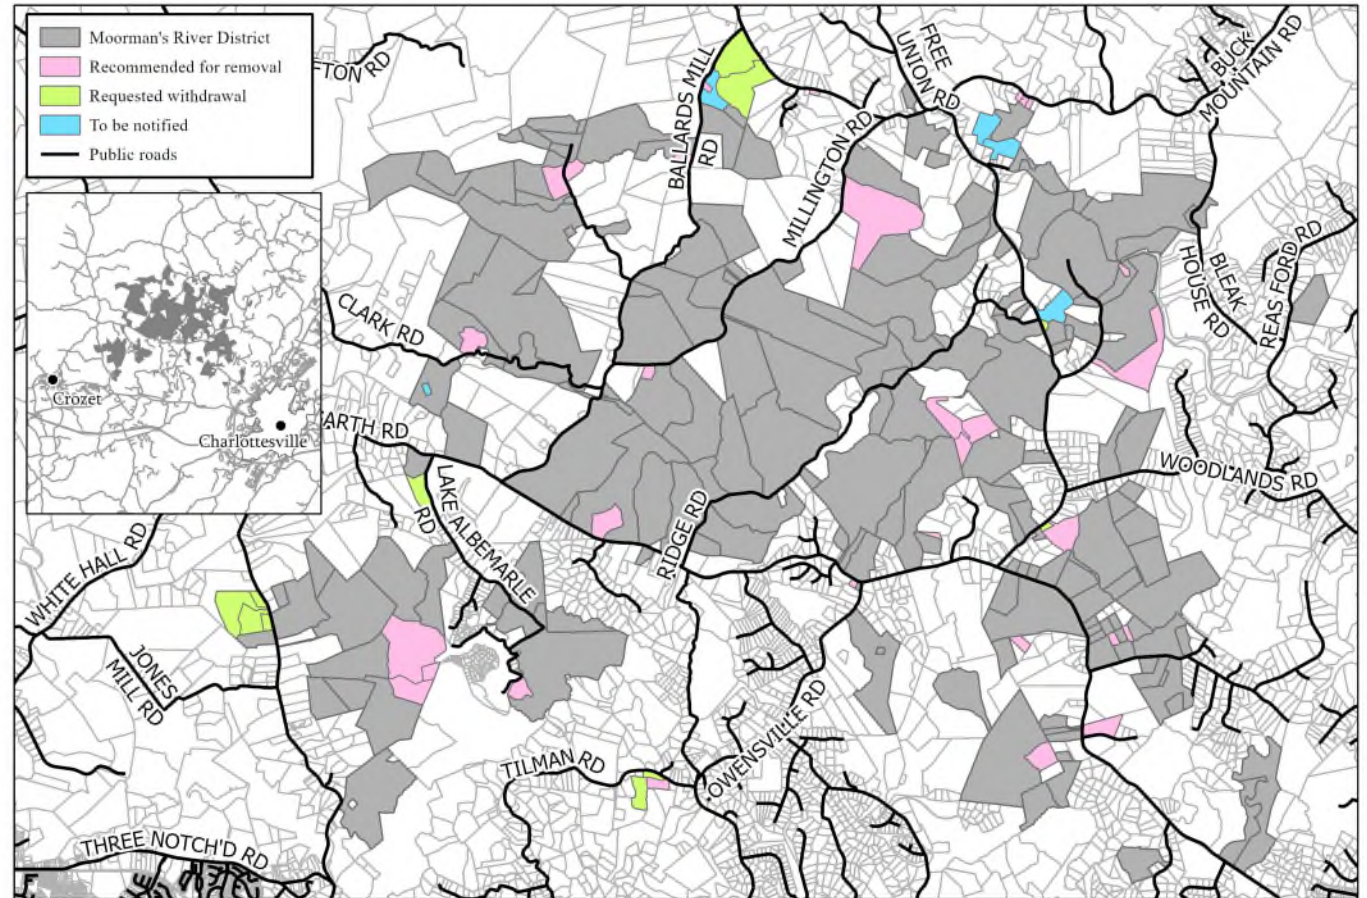 Moorman's River District
Recommended for removal
Requested withdrawal
To be notified
Public roads
FTON RD
BALLARDS MILL
RD
FREE
UNION RD
BUCK
MOUNTAIN RD
MILLINGTON RD
BLEAK
HOUSE RD
REAS FORD RD
CLARK RD
Crozet
Charlottesville
ARTH RD
LAKE ALBEMARLE
RD
RIDGE RD
WOODLANDS RD
WHITE HALL RD
JONES
MILL RD
TILMAN RD
OWENSVILLE RD
THREE NOTCH'D RD
F